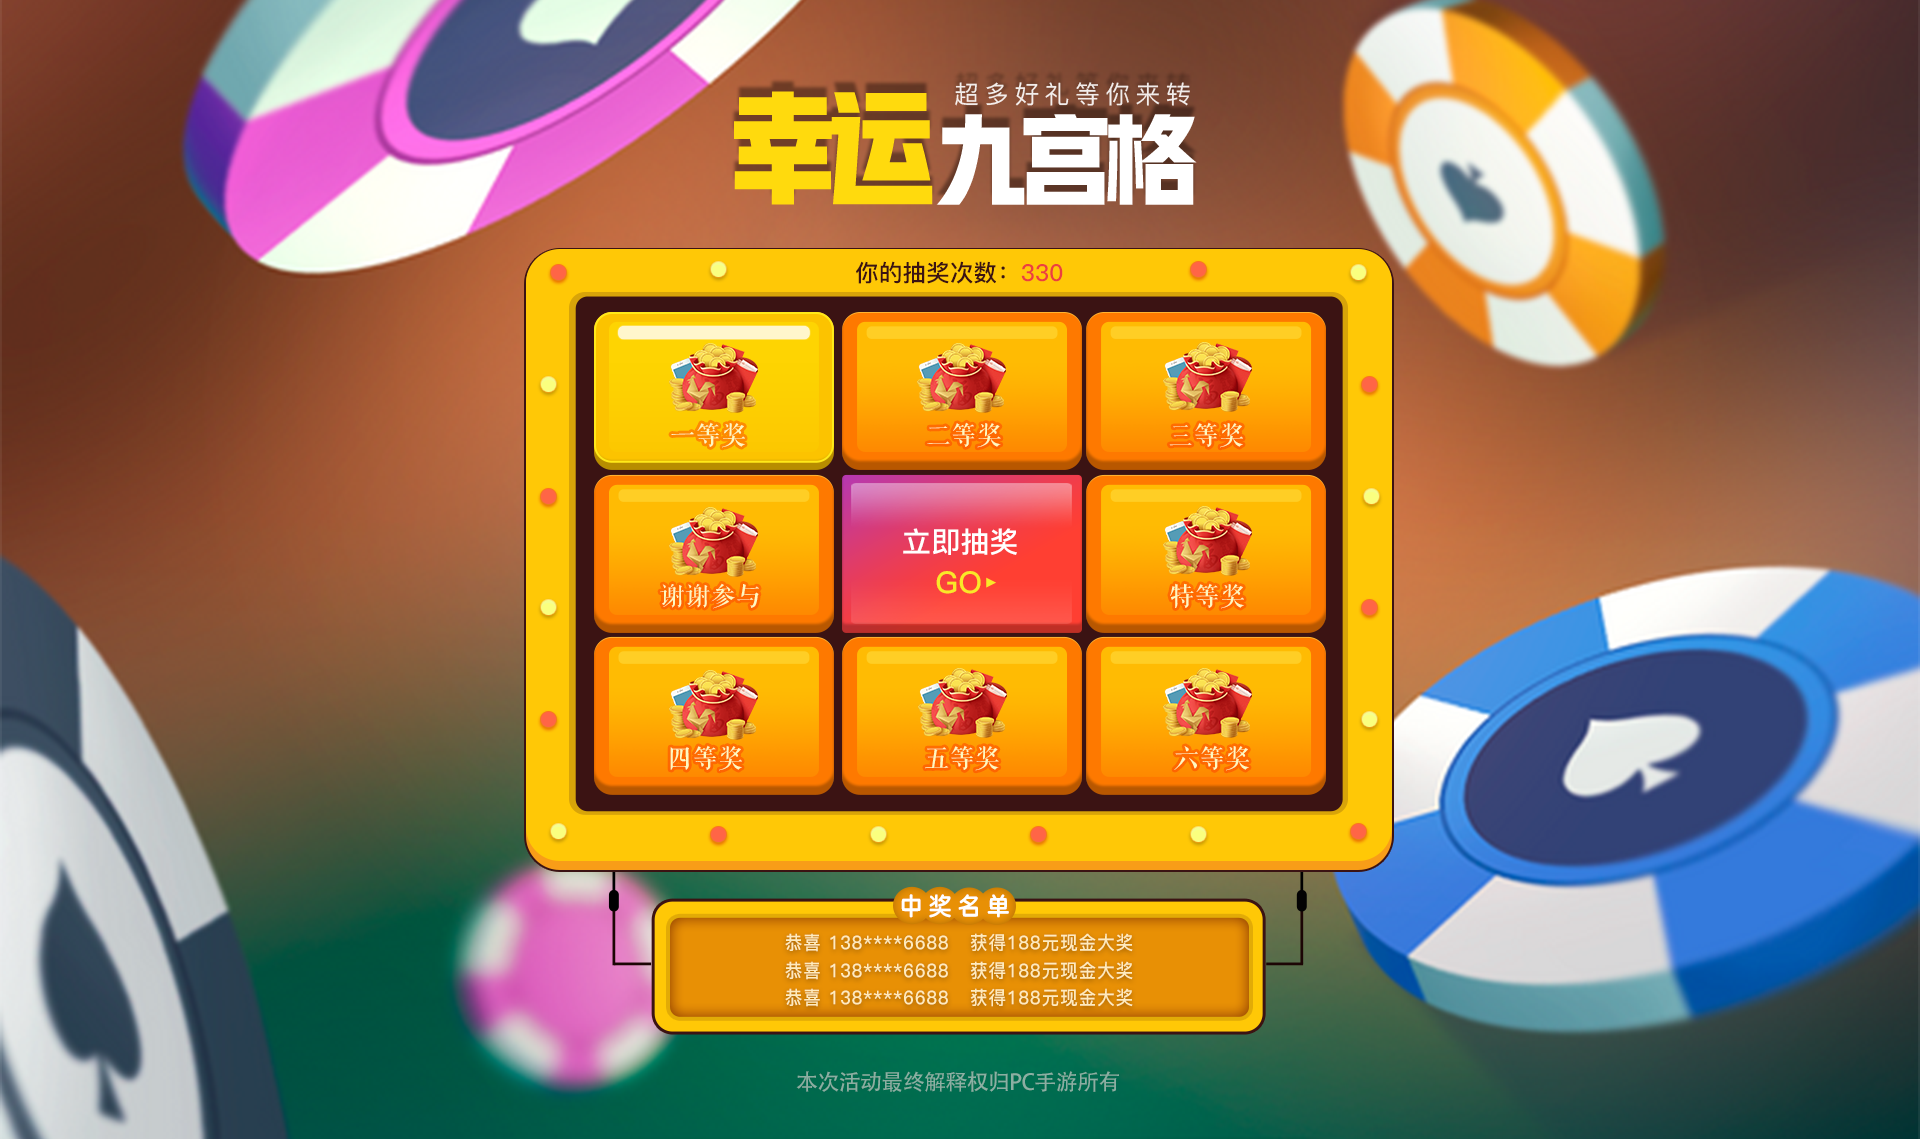 超多好礼等你来转
幸运九宫格
你的抽奖次数：330
一等奖
二等奖
三等奖
谢谢参与
立即抽奖
GO▸
特等奖
四等奖
五等奖
六等奖
中奖名单
恭喜 138****6688 获得188元现金大奖
恭喜 138****6688 获得188元现金大奖
恭喜 138****6688 获得188元现金大奖
本次活动最终解释权归PC手游所有